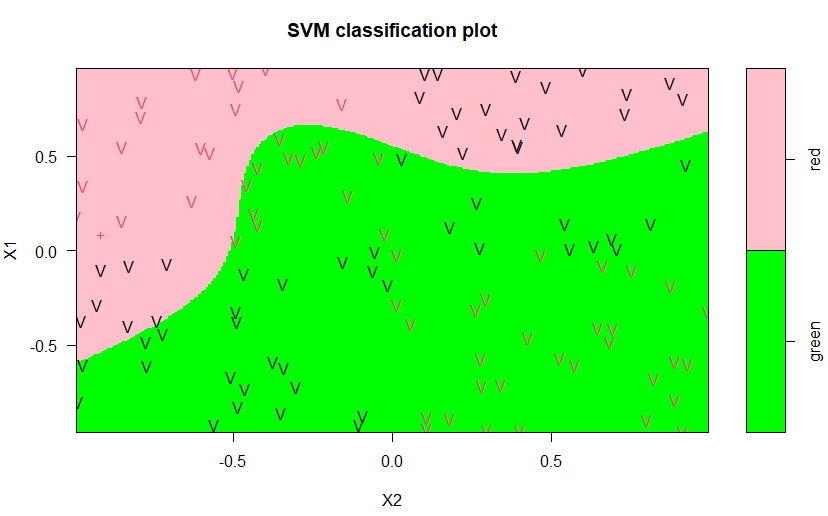 SVM classification plot
X1
0.5
0.0
-0.5
-0.5
0.0
0.5
X2
red
green